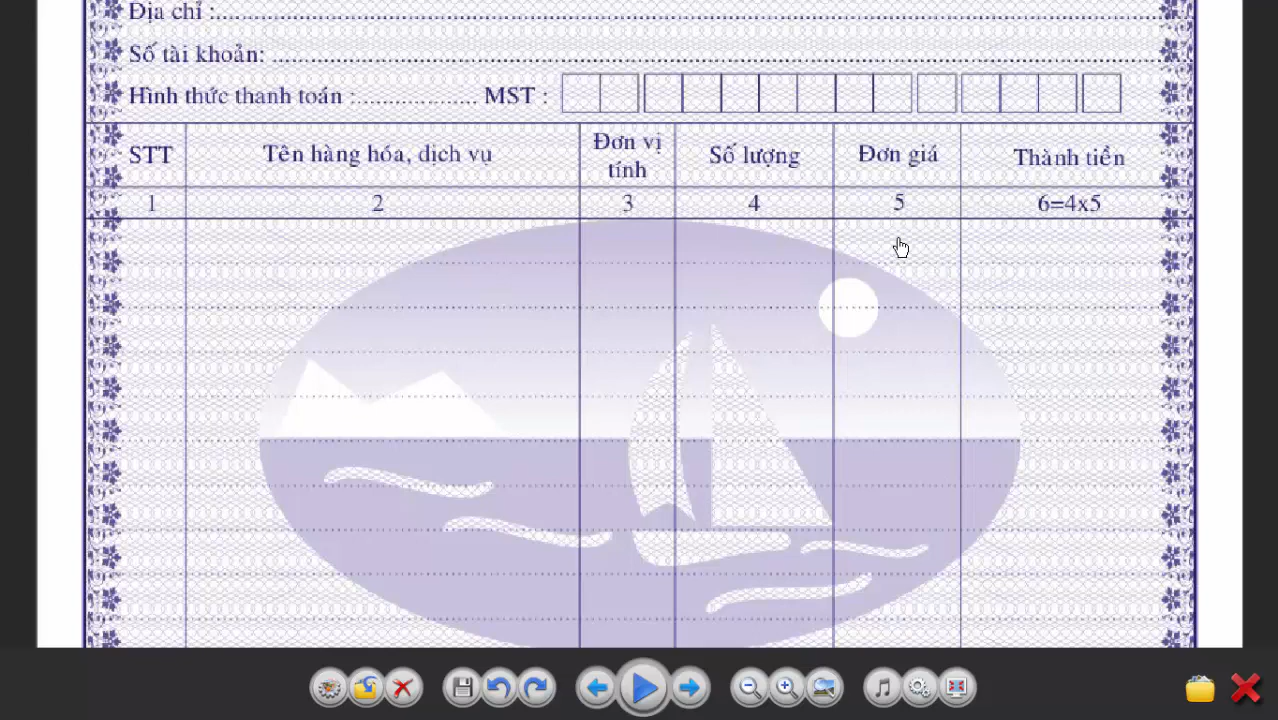 Địa chỉ :........................................................................
Số tài khoản: ........................................................................
Hình thức thanh toán :.................... MST :
STT Tên hàng hóa, dịch vụ Đơn vị tính Số lượng Đơn giá Thành tiền
1 2 3 4 5 6=4x5